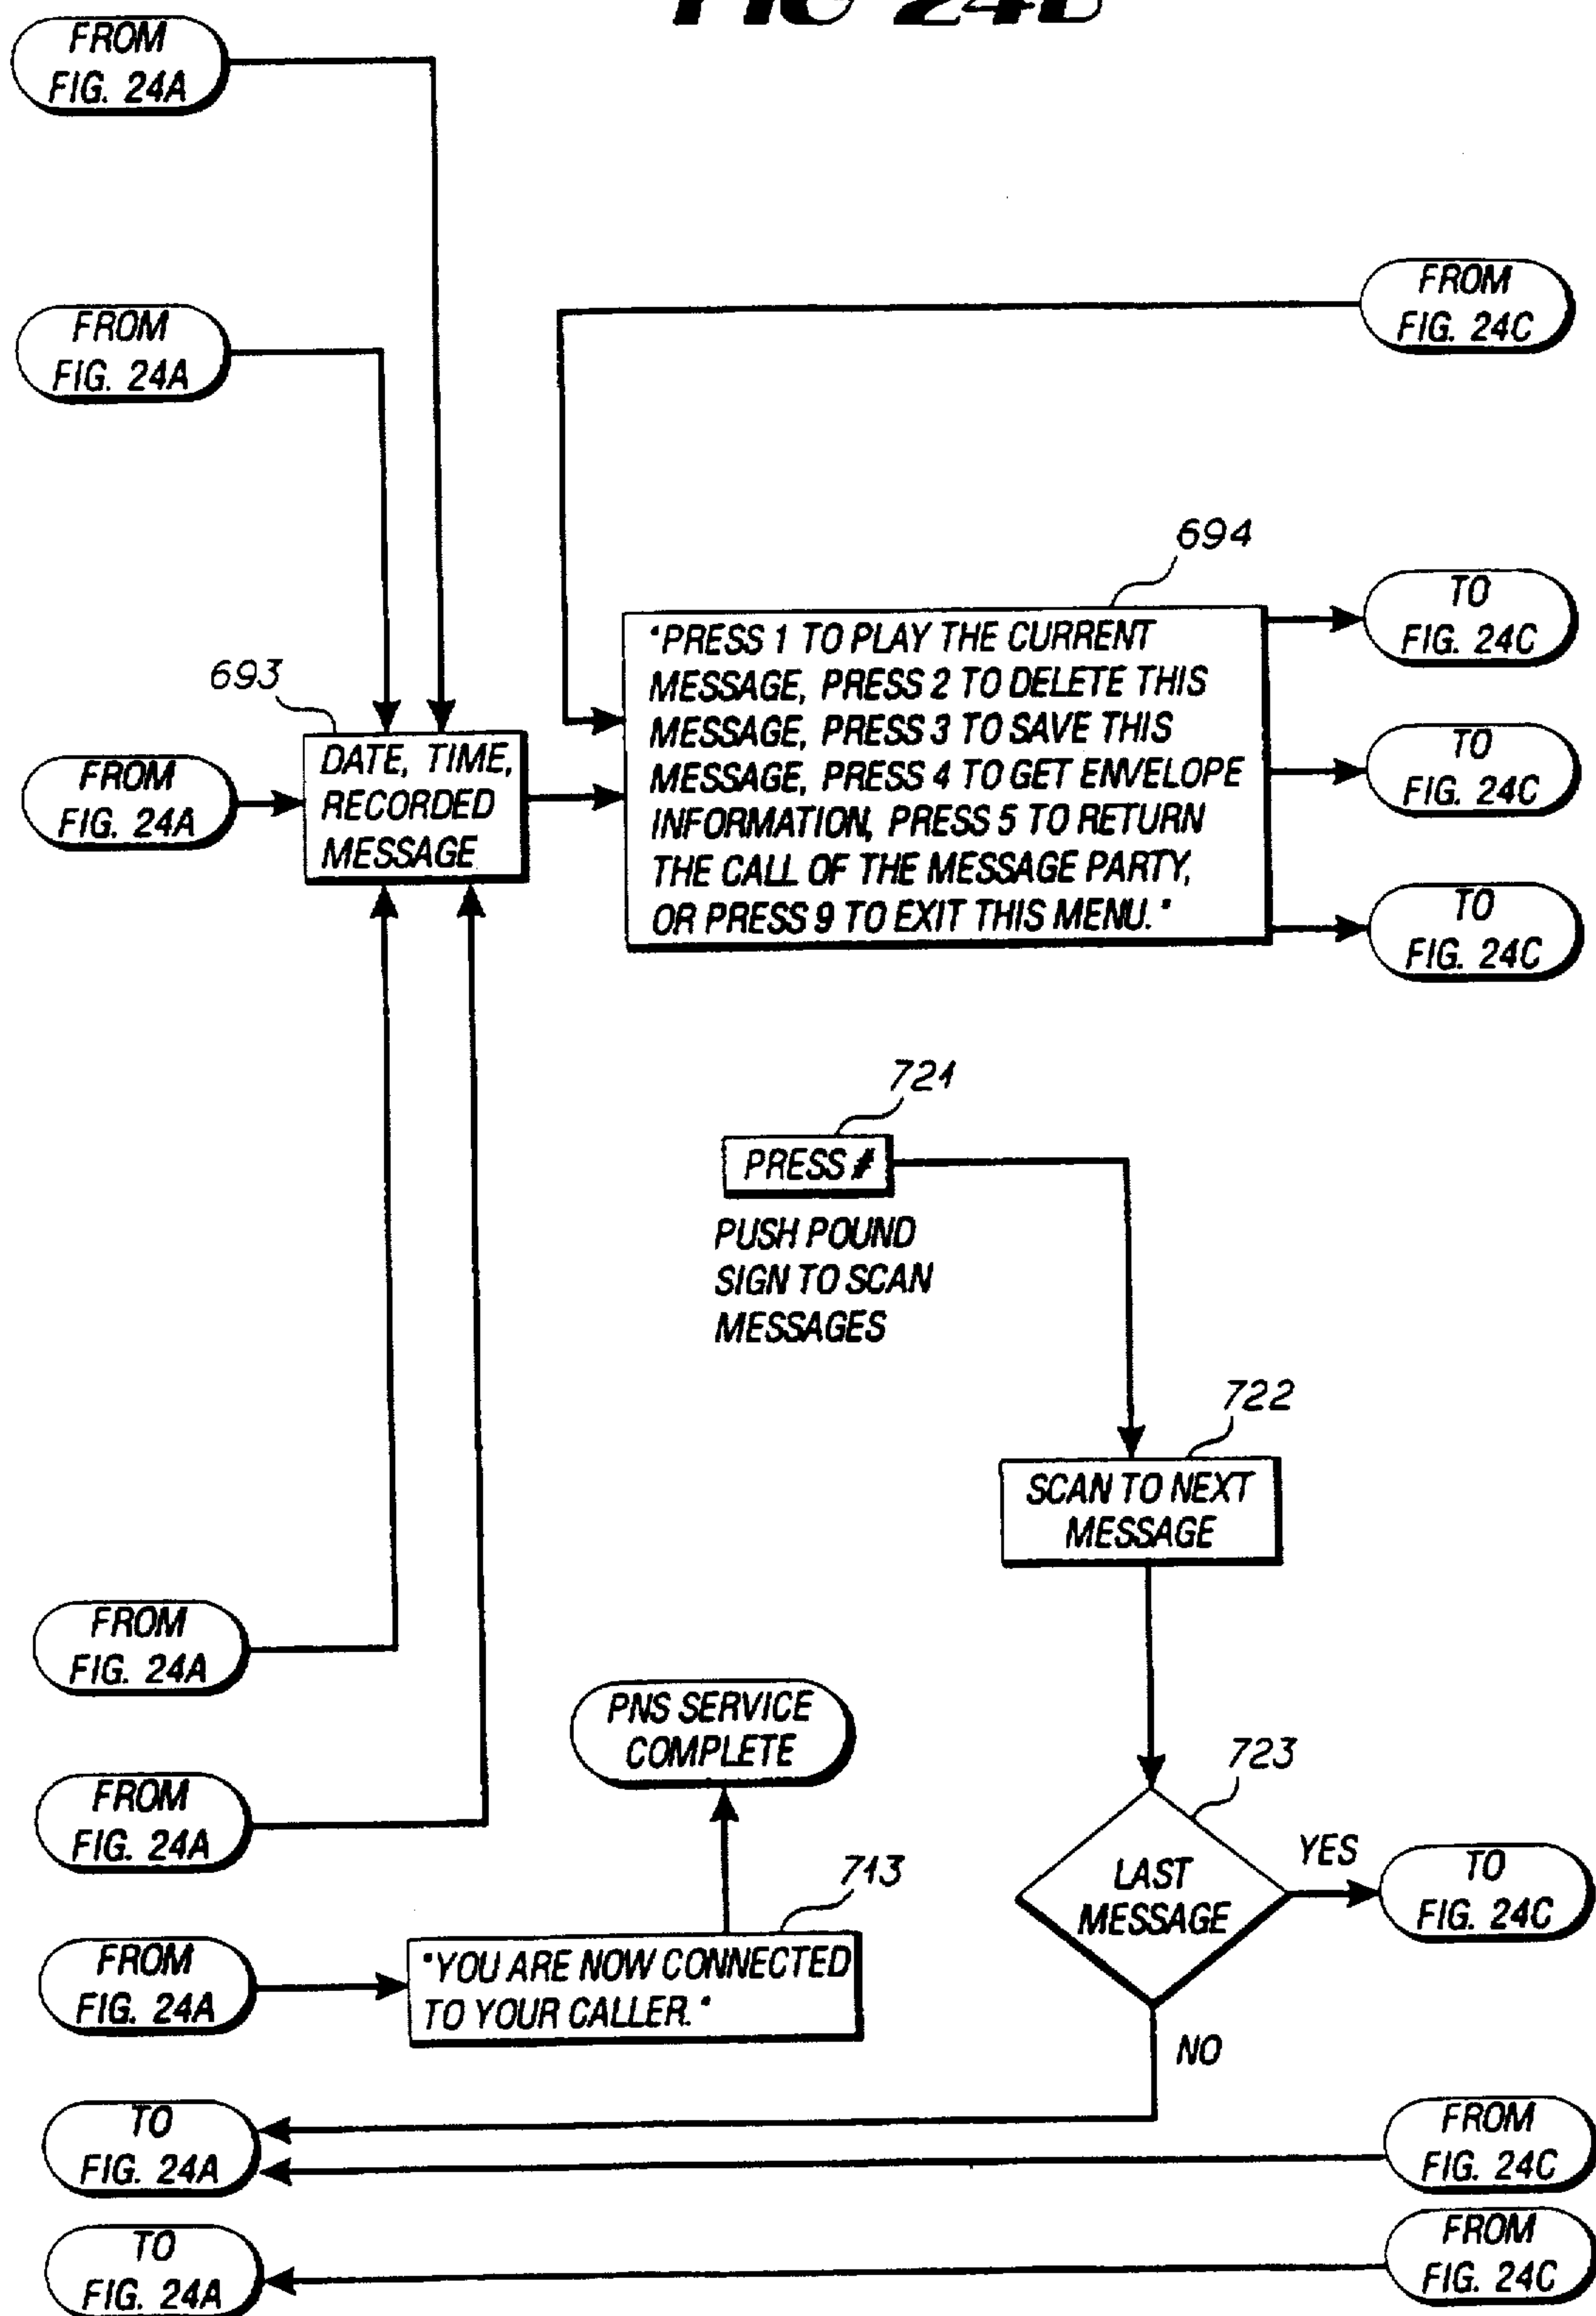 FIG 24B
FROM
FIG. 24A
FROM
FIG. 24A
FROM
FIG. 24C
694
"PRESS 1 TO PLAY THE CURRENT
MESSAGE, PRESS 2 TO DELETE THIS
MESSAGE, PRESS 3 TO SAVE THIS
MESSAGE, PRESS 4 TO GET ENVELOPE
INFORMATION, PRESS 5 TO RETURN
THE CALL OF THE MESSAGE PARTY,
OR PRESS 9 TO EXIT THIS MENU."
TO
FIG. 24C
TO
FIG. 24C
TO
FIG. 24C
693
FROM
FIG. 24A
DATE, TIME,
RECORDED
MESSAGE
721
PRESS #
PUSH POUND
SIGN TO SCAN
MESSAGES
722
SCAN TO NEXT
MESSAGE
FROM
FIG. 24A
PNS SERVICE
COMPLETE
723
LAST
MESSAGE
YES
TO
FIG. 24C
FROM
FIG. 24A
713
FROM
FIG. 24A
"YOU ARE NOW CONNECTED
TO YOUR CALLER."
NO
TO
FIG. 24A
FROM
FIG. 24C
TO
FIG. 24A
FROM
FIG. 24C